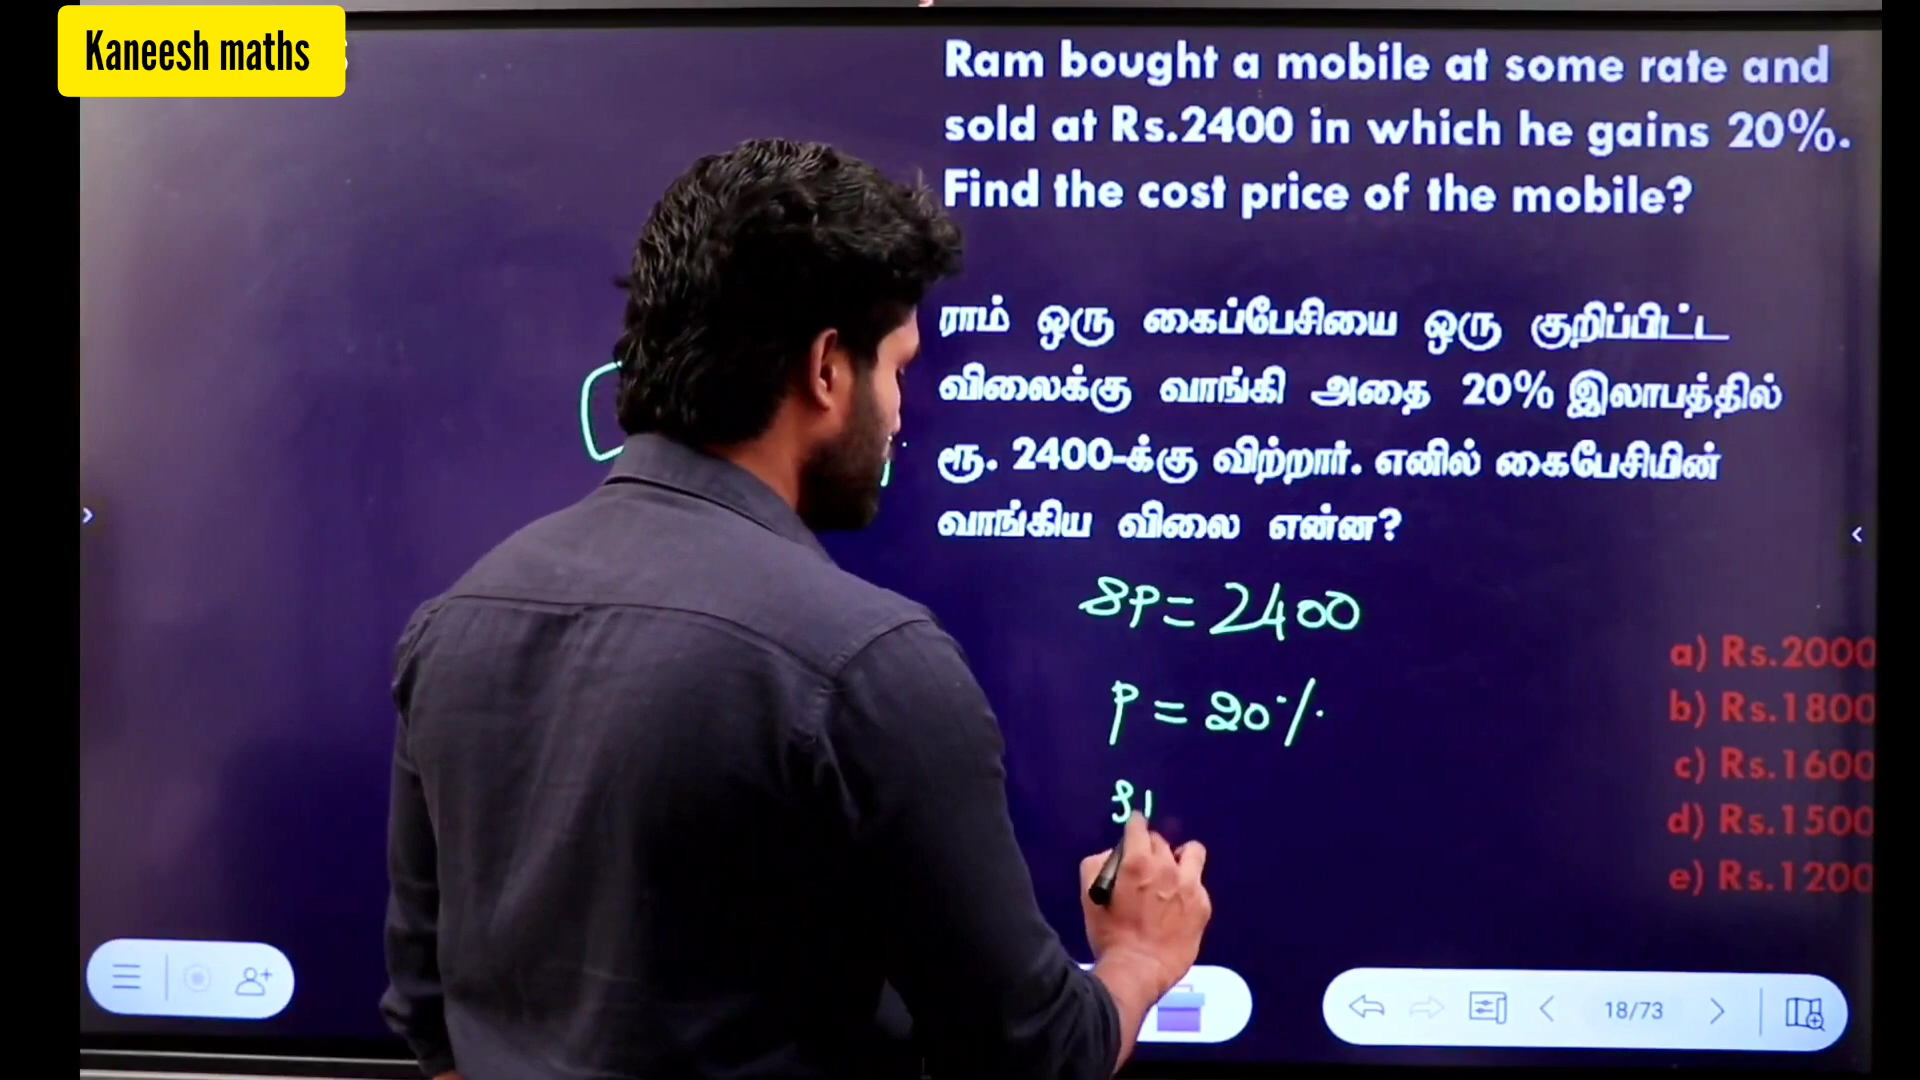 Kaneesh maths
Ram bought a mobile at some rate and
sold at Rs.2400 in which he gains 20%.
Find the cost price of the mobile?
ராம் ஒரு கைப்பேசியை ஒரு குறிப்பிட்ட
விலைக்கு வாங்கி அதை 20% இலாபத்தில்
ரூ. 2400-க்கு விற்றார். எனில் கைபேசியின்
வாங்கிய விலை என்ன?
SP = 2400
P = 20%
a) Rs.2000
b) Rs.1800
c) Rs.1600
d) Rs.1500
e) Rs.1200
18/73